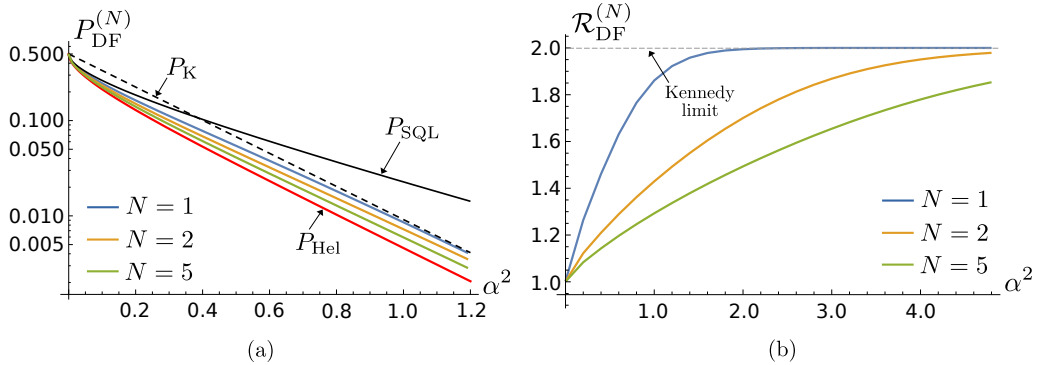 P_DF^(N)
0.500
0.100
0.050
0.010
0.005
P_K
P_SQL
P_Hel
N = 1
N = 2
N = 5
0.2 0.4 0.6 0.8 1.0 1.2
α²
(a)
R_DF^(N)
2.0
1.8
1.6
1.4
1.2
1.0
Kennedy
limit
N = 1
N = 2
N = 5
1.0 2.0 3.0 4.0
α²
(b)